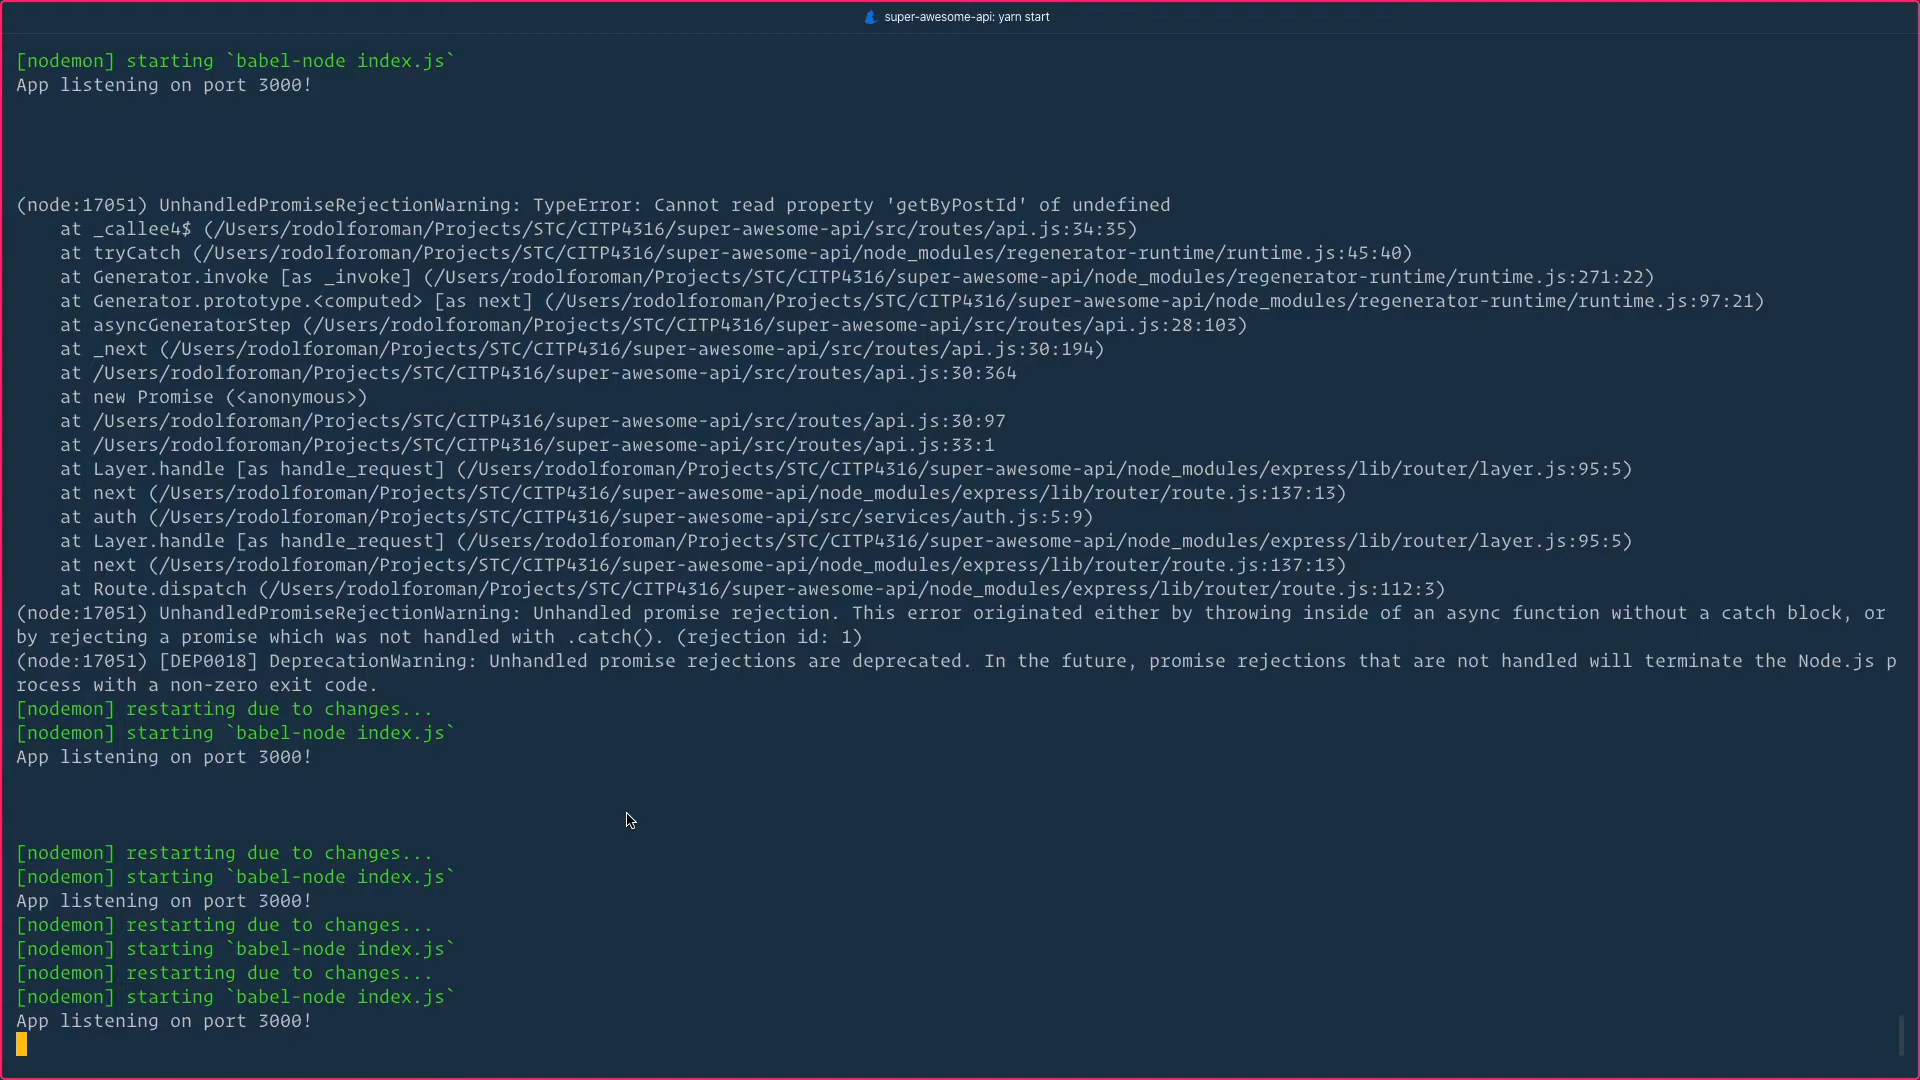 super-awesome-api: yarn start
[nodemon] starting `babel-node index.js`
App listening on port 3000!
(node:17051) UnhandledPromiseRejectionWarning: TypeError: Cannot read property 'getByPostId' of undefined
    at _callee4$ (/Users/rodolforoman/Projects/STC/CITP4316/super-awesome-api/src/routes/api.js:34:35)
    at tryCatch (/Users/rodolforoman/Projects/STC/CITP4316/super-awesome-api/node_modules/regenerator-runtime/runtime.js:45:40)
    at Generator.invoke [as _invoke] (/Users/rodolforoman/Projects/STC/CITP4316/super-awesome-api/node_modules/regenerator-runtime/runtime.js:271:22)
    at Generator.prototype.<computed> [as next] (/Users/rodolforoman/Projects/STC/CITP4316/super-awesome-api/node_modules/regenerator-runtime/runtime.js:97:21)
    at asyncGeneratorStep (/Users/rodolforoman/Projects/STC/CITP4316/super-awesome-api/src/routes/api.js:28:103)
    at _next (/Users/rodolforoman/Projects/STC/CITP4316/super-awesome-api/src/routes/api.js:30:194)
    at /Users/rodolforoman/Projects/STC/CITP4316/super-awesome-api/src/routes/api.js:30:364
    at new Promise (<anonymous>)
    at /Users/rodolforoman/Projects/STC/CITP4316/super-awesome-api/src/routes/api.js:30:97
    at /Users/rodolforoman/Projects/STC/CITP4316/super-awesome-api/src/routes/api.js:33:1
    at Layer.handle [as handle_request] (/Users/rodolforoman/Projects/STC/CITP4316/super-awesome-api/node_modules/express/lib/router/layer.js:95:5)
    at next (/Users/rodolforoman/Projects/STC/CITP4316/super-awesome-api/node_modules/express/lib/router/route.js:137:13)
    at auth (/Users/rodolforoman/Projects/STC/CITP4316/super-awesome-api/src/services/auth.js:5:9)
    at Layer.handle [as handle_request] (/Users/rodolforoman/Projects/STC/CITP4316/super-awesome-api/node_modules/express/lib/router/layer.js:95:5)
    at next (/Users/rodolforoman/Projects/STC/CITP4316/super-awesome-api/node_modules/express/lib/router/route.js:137:13)
    at Route.dispatch (/Users/rodolforoman/Projects/STC/CITP4316/super-awesome-api/node_modules/express/lib/router/route.js:112:3)
(node:17051) UnhandledPromiseRejectionWarning: Unhandled promise rejection. This error originated either by throwing inside of an async function without a catch block, or
by rejecting a promise which was not handled with .catch(). (rejection id: 1)
(node:17051) [DEP0018] DeprecationWarning: Unhandled promise rejections are deprecated. In the future, promise rejections that are not handled will terminate the Node.js p
rocess with a non-zero exit code.
[nodemon] restarting due to changes...
[nodemon] starting `babel-node index.js`
App listening on port 3000!
[nodemon] restarting due to changes...
[nodemon] starting `babel-node index.js`
App listening on port 3000!
[nodemon] restarting due to changes...
[nodemon] starting `babel-node index.js`
[nodemon] restarting due to changes...
[nodemon] starting `babel-node index.js`
App listening on port 3000!